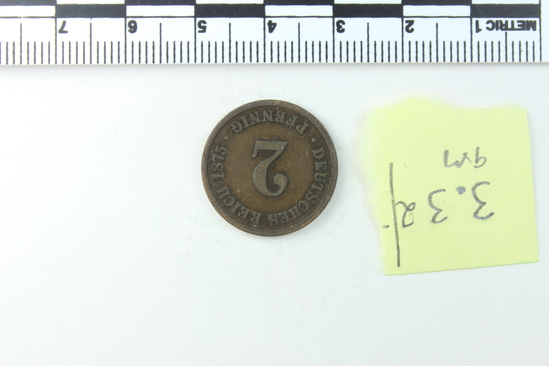 METRIC 1 2 3 4 5 6 7
DEUTSCHES REICH 1875 · PFENNIG ·
2
3.32
gm